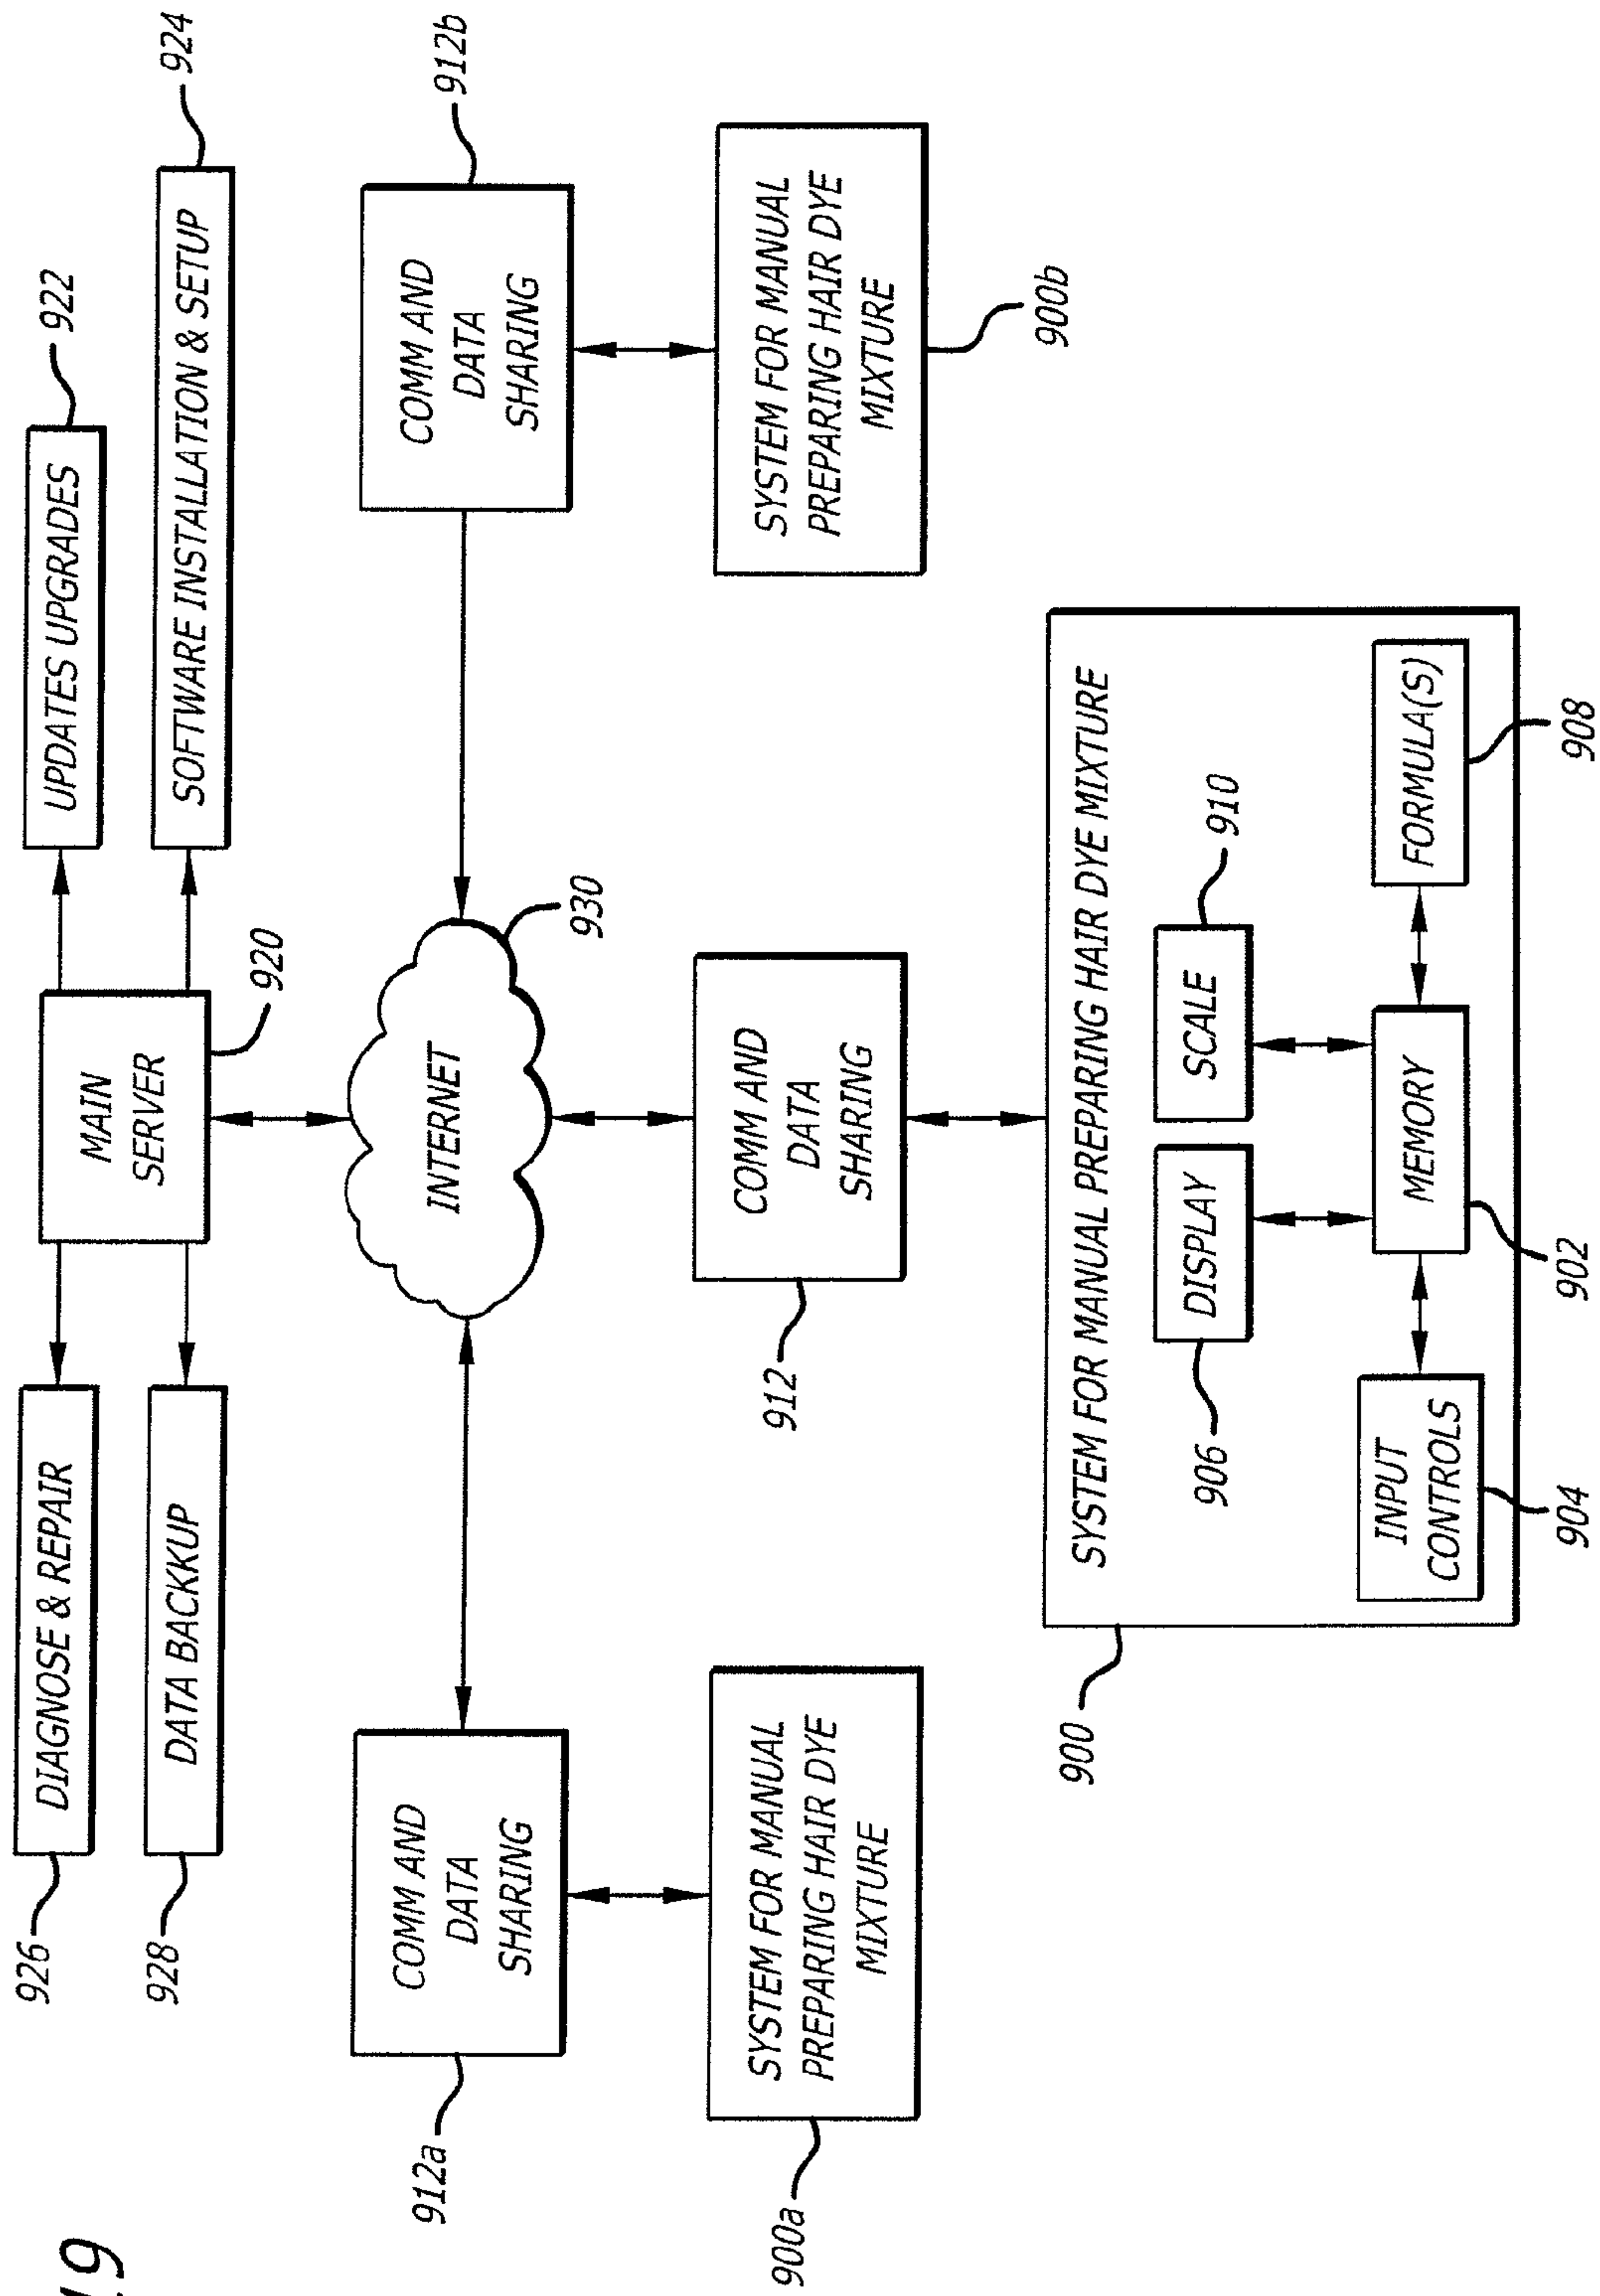 926
DIAGNOSE & REPAIR
928
DATA BACKUP
MAIN
SERVER
920
UPDATES UPGRADES
922
SOFTWARE INSTALLATION & SETUP
924
912a
COMM AND
DATA
SHARING
INTERNET
930
COMM AND
DATA
SHARING
912b
900a
SYSTEM FOR MANUAL
PREPARING HAIR DYE
MIXTURE
912
COMM AND
DATA
SHARING
SYSTEM FOR MANUAL
PREPARING HAIR DYE
MIXTURE
900b
900
SYSTEM FOR MANUAL PREPARING HAIR DYE MIXTURE
906
DISPLAY
SCALE
910
INPUT
CONTROLS
MEMORY
FORMULA(S)
904
902
908
19